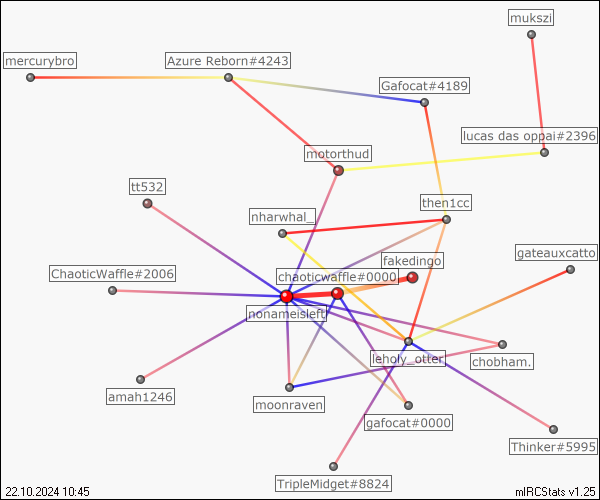 mukszi
mercurybro
Azure Reborn#4243
Gafocat#4189
lucas das oppai#2396
motorthud
tt532
then1cc
nharwhal_
gateauxcatto
fakedingo
ChaoticWaffle#2006
chaoticwaffle#0000
nonameisleft
leholy_otter
chobham.
amah1246
moonraven
gafocat#0000
Thinker#5995
TripleMidget#8824
22.10.2024 10:45
mIRCStats v1.25